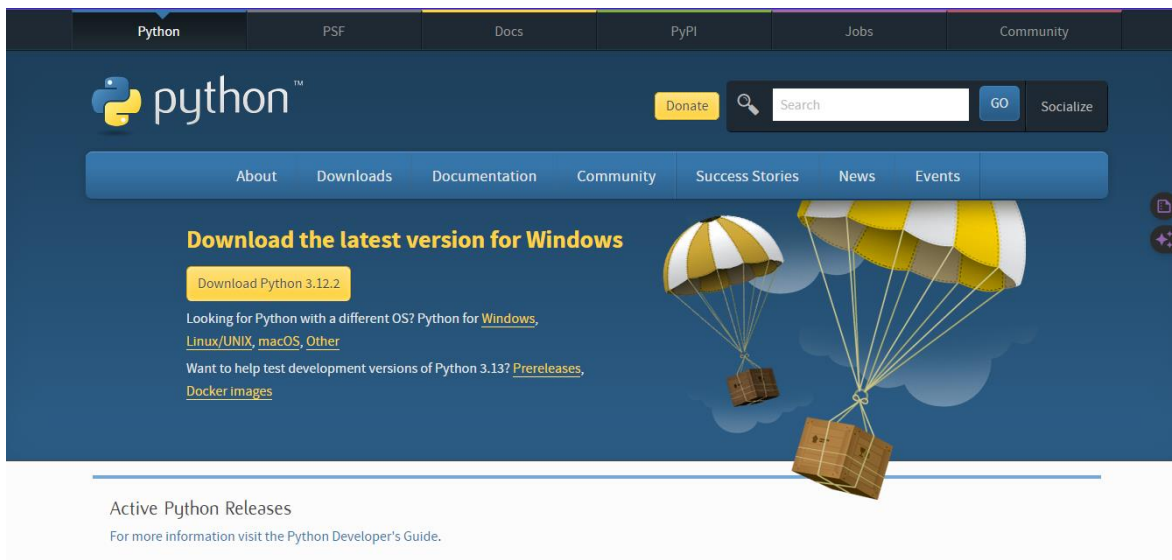 Python PSF Docs PyPI Jobs Community
python™
Donate Search GO Socialize
About Downloads Documentation Community Success Stories News Events
Download the latest version for Windows
Download Python 3.12.2
Looking for Python with a different OS? Python for Windows,
Linux/UNIX, macOS, Other
Want to help test development versions of Python 3.13? Prereleases,
Docker images
Active Python Releases
For more information visit the Python Developer's Guide.